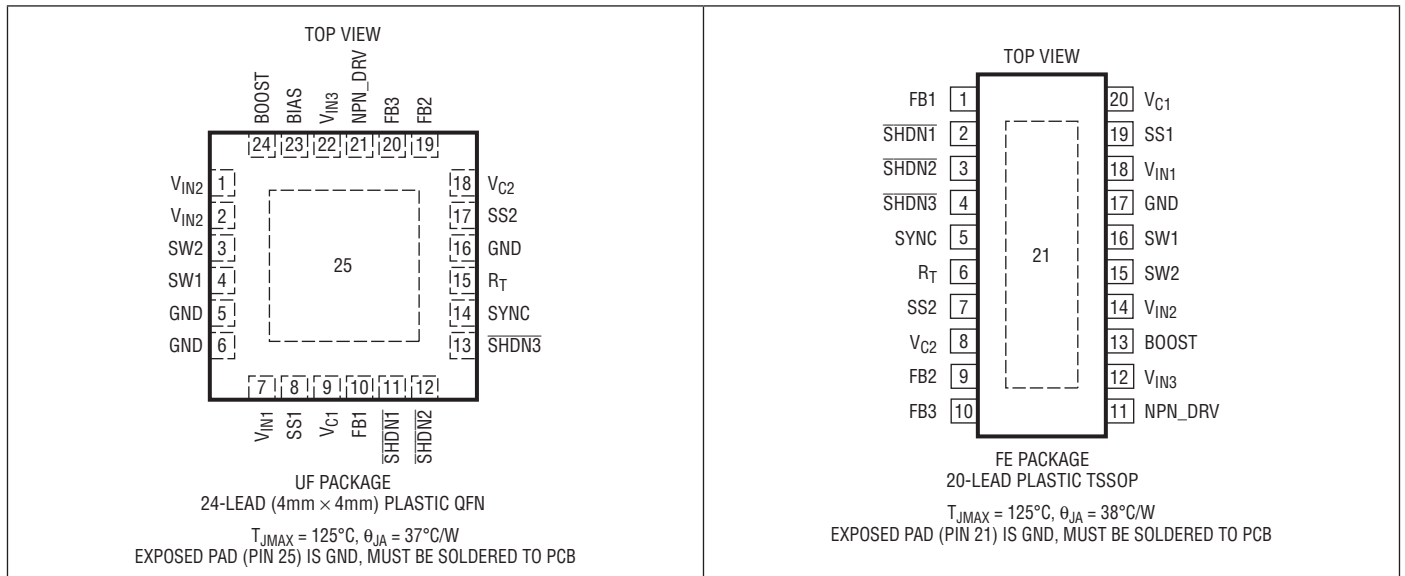 TOP VIEW
BOOST
BIAS
VIN3
NPN_DRV
FB3
FB2
24 23 22 21 20 19
VIN2 1
VIN2 2
SW2 3
SW1 4
GND 5
GND 6
25
18 VC2
17 SS2
16 GND
15 RT
14 SYNC
13 SHDN3
7 8 9 10 11 12
VIN1
SS1
VC1
FB1
SHDN1
SHDN2
UF PACKAGE
24-LEAD (4mm × 4mm) PLASTIC QFN
TJMAX = 125°C, θJA = 37°C/W
EXPOSED PAD (PIN 25) IS GND, MUST BE SOLDERED TO PCB
TOP VIEW
FB1 1
SHDN1 2
SHDN2 3
SHDN3 4
SYNC 5
RT 6
SS2 7
VC2 8
FB2 9
FB3 10
21
20 VC1
19 SS1
18 VIN1
17 GND
16 SW1
15 SW2
14 VIN2
13 BOOST
12 VIN3
11 NPN_DRV
FE PACKAGE
20-LEAD PLASTIC TSSOP
TJMAX = 125°C, θJA = 38°C/W
EXPOSED PAD (PIN 21) IS GND, MUST BE SOLDERED TO PCB